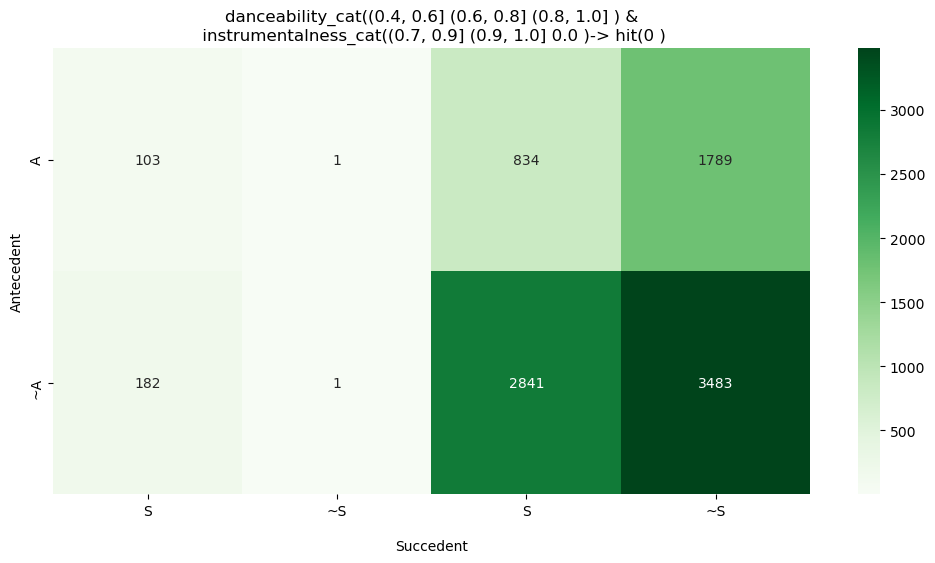 danceability_cat((0.4, 0.6] (0.6, 0.8] (0.8, 1.0] ) &
instrumentalness_cat((0.7, 0.9] (0.9, 1.0] 0.0 )-> hit(0 )
Antecedent
A
103 1 834 1789
~A
182 1 2841 3483
S ~S S ~S
Succedent
3000
2500
2000
1500
1000
500